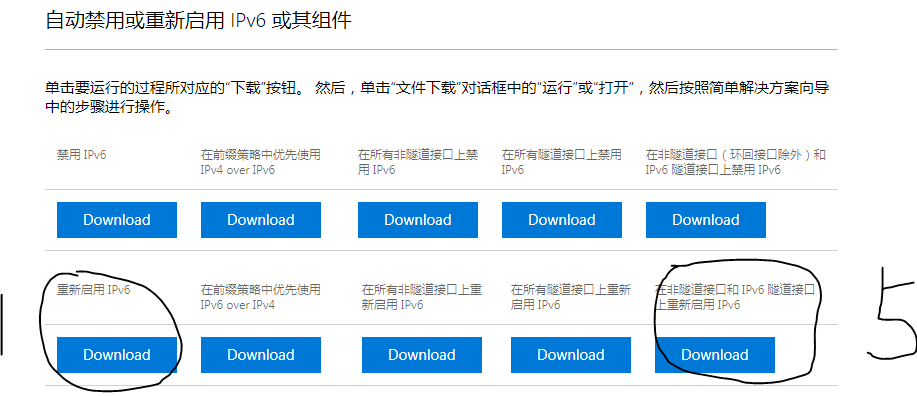 自动禁用或重新启用 IPv6 或其组件
单击要运行的过程所对应的“下载”按钮。 然后，单击“文件下载”对话框中的“运行”或“打开”，然后按照简单解决方案向导
中的步骤进行操作。
禁用 IPv6
在前缀策略中优先使用
IPv4 over IPv6
在所有非隧道接口上禁
用 IPv6
在所有隧道接口上禁用
IPv6
在非隧道接口（环回接口除外）和
IPv6 隧道接口上禁用 IPv6
Download
Download
Download
Download
Download
1
重新启用 IPv6
在前缀策略中优先使用
IPv6 over IPv4
在所有非隧道接口上重
新启用 IPv6
在所有隧道接口上重新
启用 IPv6
在非隧道接口和 IPv6 隧道接口
上重新启用 IPv6
5
Download
Download
Download
Download
Download